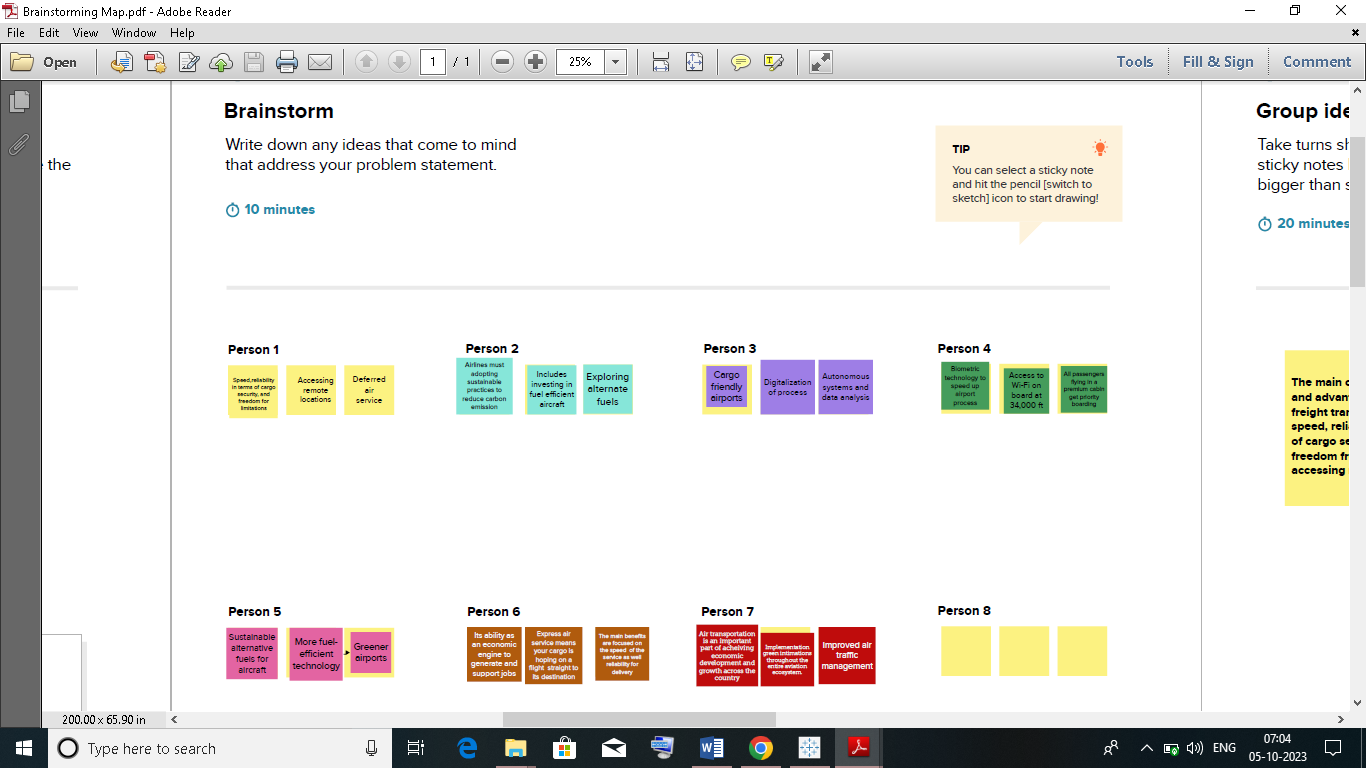 Brainstorming Map.pdf - Adobe Reader
File Edit View Window Help
Open 1 / 1 25% Tools Fill & Sign Comment
Brainstorm
Write down any ideas that come to mind
that address your problem statement.
10 minutes
TIP
You can select a sticky note
and hit the pencil [switch to
sketch] icon to start drawing!
the
Group ide
Take turns sh
sticky notes
bigger than s
20 minutes
Person 1
Speed,reliability
in terms of cargo
security, and
freedom for
limitations
Accessing
remote
locations
Deferred
air
service
Person 2
Airlines must
adopting
sustainable
practices to
reduce carbon
emission
Includes
investing in
fuel efficient
aircraft
Exploring
alternate
fuels
Person 3
Cargo
friendly
airports
Digitalization
of process
Autonomous
systems and
data analysis
Person 4
Biometric
technology to
speed up
airport
process
Access to
Wi-Fi on
board at
34,000 ft
All passengers
flying in a
premium cabin
get priority
boarding
The main c
and advan
freight tran
speed, reli
of cargo se
freedom fr
accessing
Person 5
Sustainable
alternative
fuels for
aircraft
More fuel-
efficient
technology
Greener
airports
Person 6
Its ability as
an economic
engine to
generate and
support jobs
Express air
service means
your cargo is
hoping on a
flight straight to
its destination
The main benefits
are focused on
the speed of the
service as well
reliability for
delivery
Person 7
Air transportation
is an important
part of acheiving
economic
development and
growth across the
country
Implementation
green intimations
throughout the
entire aviation
ecosystem.
Improved air
traffic
management
Person 8
200.00 x 65.90 in
Type here to search
ENG
07:04
05-10-2023